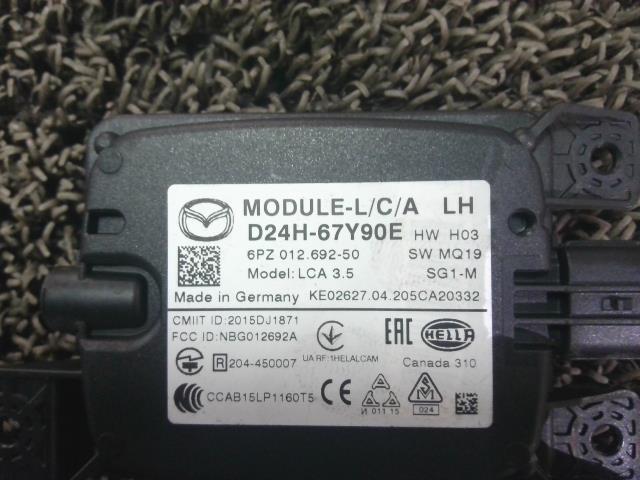 MODULE-L/C/A LH
D24H-67Y90E HW H03
6PZ 012.692-50 SW MQ19
Model: LCA 3.5 SG1-M
Made in Germany KE02627.04.205CA20332
CMIIT ID:2015DJ1871
FCC ID:NBG012692A
EAC HELLA
R 204-450007 UA RF:1HELALCAM Canada 310
CCAB15LP1160T5 CE И 011 15 024